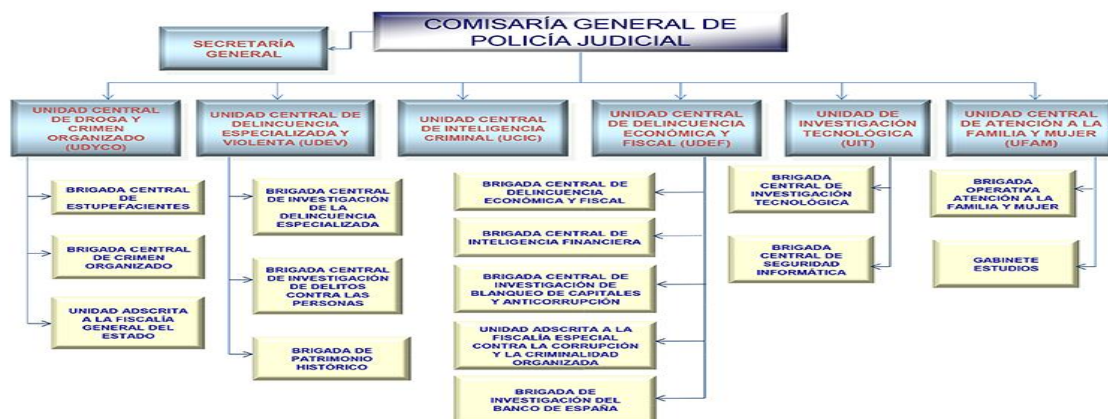 COMISARÍA GENERAL DE
POLICÍA JUDICIAL
SECRETARÍA
GENERAL
UNIDAD CENTRAL
DE DROGA Y
CRIMEN
ORGANIZADO
(UDYCO)
UNIDAD CENTRAL DE
DELINCUENCIA
ESPECIALIZADA Y
VIOLENTA (UDEV)
UNIDAD CENTRAL
DE INTELIGENCIA
CRIMINAL (UCIC)
UNIDAD CENTRAL
DE DELINCUENCIA
ECONÓMICA Y
FISCAL (UDEF)
UNIDAD DE
INVESTIGACIÓN
TECNOLÓGICA
(UIT)
UNIDAD CENTRAL
DE ATENCIÓN A LA
FAMILIA Y MUJER
(UFAM)
BRIGADA CENTRAL
DE
ESTUPEFACIENTES
BRIGADA CENTRAL
DE CRIMEN
ORGANIZADO
UNIDAD ADSCRITA
A LA FISCALÍA
GENERAL DEL
ESTADO
BRIGADA CENTRAL
DE INVESTIGACIÓN
DE LA
DELINCUENCIA
ESPECIALIZADA
BRIGADA CENTRAL
DE INVESTIGACIÓN
DE DELITOS
CONTRA LAS
PERSONAS
BRIGADA DE
PATRIMONIO
HISTÓRICO
BRIGADA CENTRAL DE
DELINCUENCIA
ECONÓMICA Y FISCAL
BRIGADA CENTRAL DE
INTELIGENCIA FINANCIERA
BRIGADA CENTRAL DE
INVESTIGACIÓN DE
BLANQUEO DE CAPITALES
Y ANTICORRUPCIÓN
UNIDAD ADSCRITA A LA
FISCALÍA ESPECIAL
CONTRA LA CORRUPCIÓN
Y LA CRIMINALIDAD
ORGANIZADA
BRIGADA DE
INVESTIGACIÓN DEL
BANCO DE ESPAÑA
BRIGADA
CENTRAL DE
INVESTIGACIÓN
TECNOLÓGICA
BRIGADA
CENTRAL DE
SEGURIDAD
INFORMÁTICA
BRIGADA
OPERATIVA
ATENCIÓN A LA
FAMILIA Y MUJER
GABINETE
ESTUDIOS